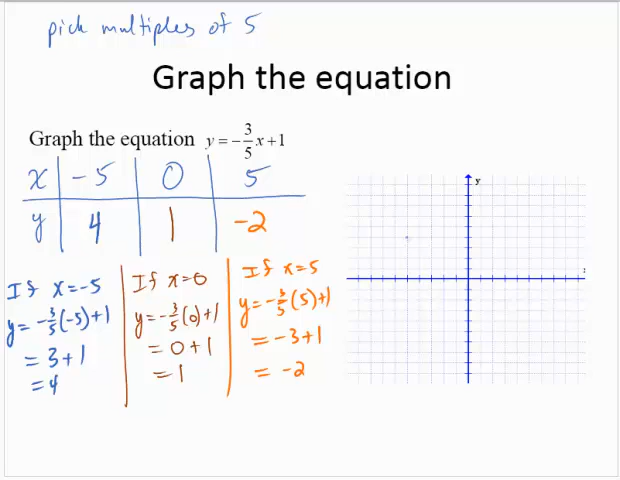 pick multiples of 5
Graph the equation
Graph the equation y = -3/5 x + 1
x | -5 | 0 | 5
y | 4 | 1 | -2
If x=-5
y = -3/5 (-5) + 1
= 3 + 1
= 4
If x=0
y = -3/5 (0) + 1
= 0 + 1
= 1
If x=5
y = -3/5 (5) + 1
= -3 + 1
= -2
y